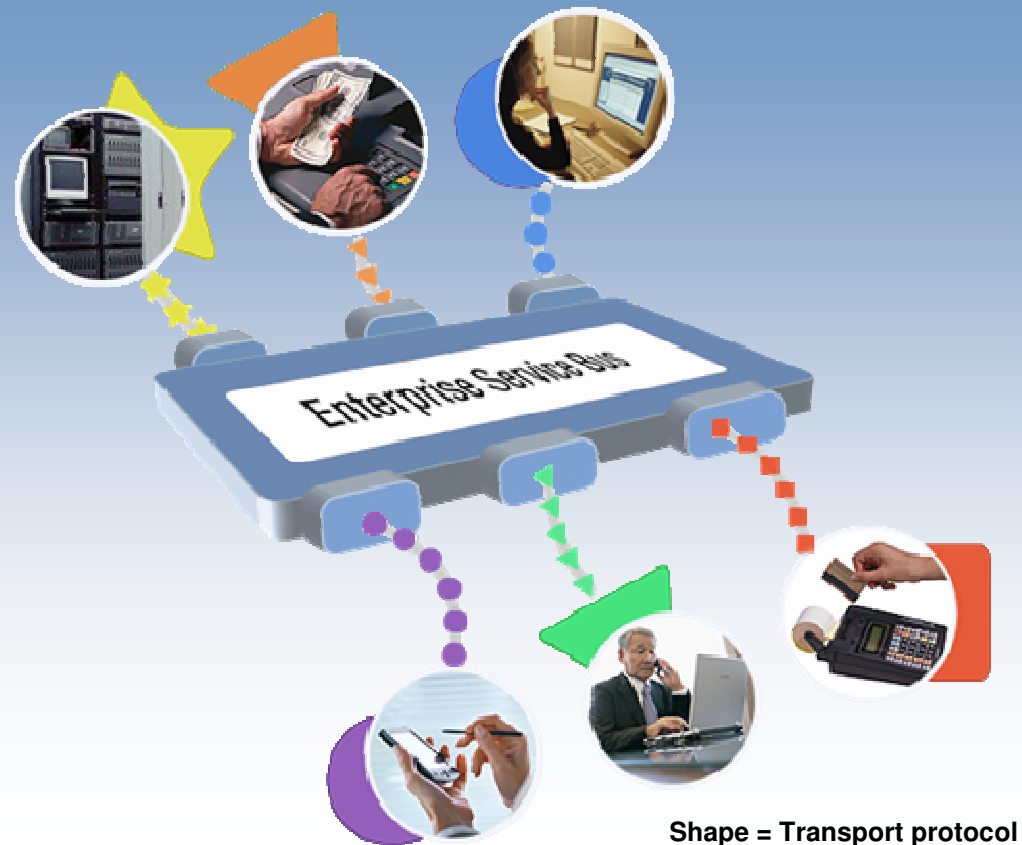 Enterprise Service Bus
Shape = Transport protocol